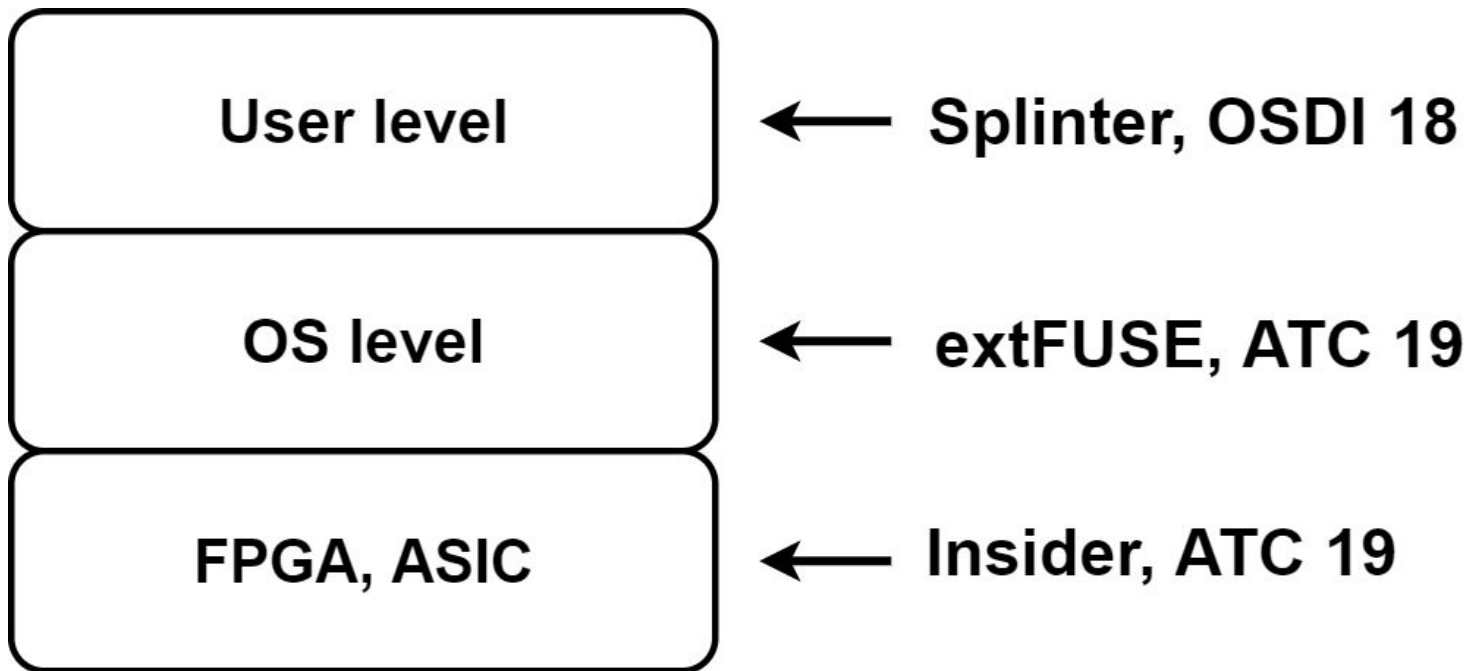 User level
Splinter, OSDI 18
OS level
extFUSE, ATC 19
FPGA, ASIC
Insider, ATC 19